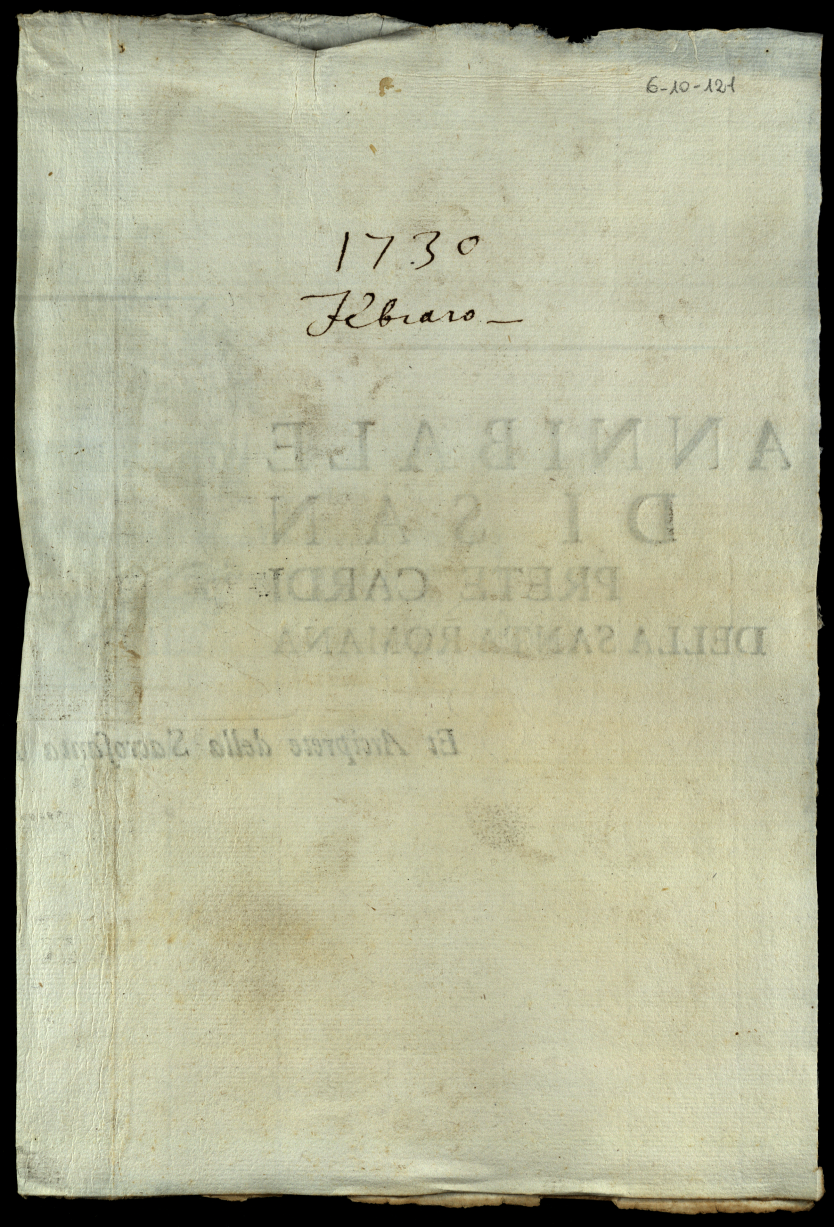 6-10-121
1730
Febraro
ANNIBALE
DI SAN
PRETE CARDI
DELLA SANTA ROMANA
Et Arciprete della Sacrosanta